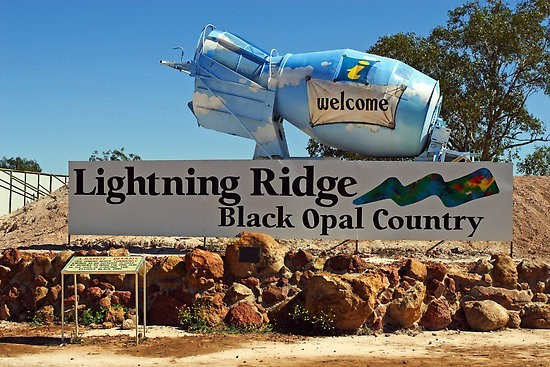 i
welcome
Lightning Ridge
Black Opal Country